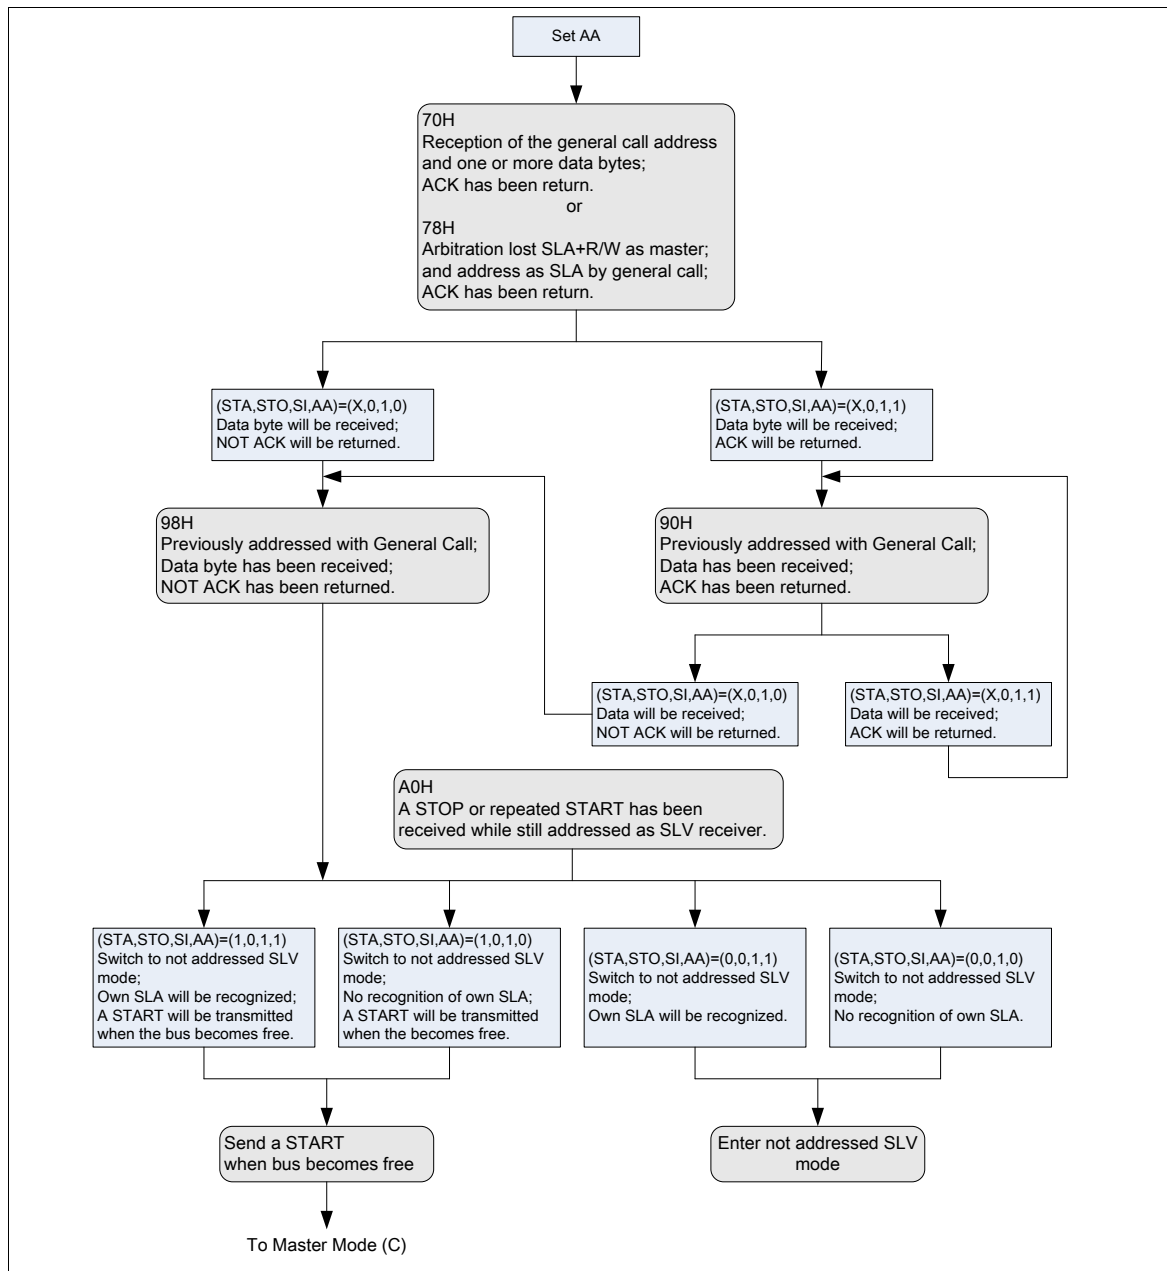 Set AA
70H
Reception of the general call address
and one or more data bytes;
ACK has been return.
or
78H
Arbitration lost SLA+R/W as master;
and address as SLA by general call;
ACK has been return.
(STA,STO,SI,AA)=(X,0,1,0)
Data byte will be received;
NOT ACK will be returned.
(STA,STO,SI,AA)=(X,0,1,1)
Data byte will be received;
ACK will be returned.
98H
Previously addressed with General Call;
Data byte has been received;
NOT ACK has been returned.
90H
Previously addressed with General Call;
Data has been received;
ACK has been returned.
(STA,STO,SI,AA)=(X,0,1,0)
Data will be received;
NOT ACK will be returned.
(STA,STO,SI,AA)=(X,0,1,1)
Data will be received;
ACK will be returned.
A0H
A STOP or repeated START has been
received while still addressed as SLV receiver.
(STA,STO,SI,AA)=(1,0,1,1)
Switch to not addressed SLV
mode;
Own SLA will be recognized;
A START will be transmitted
when the bus becomes free.
(STA,STO,SI,AA)=(1,0,1,0)
Switch to not addressed SLV
mode;
No recognition of own SLA;
A START will be transmitted
when the becomes free.
(STA,STO,SI,AA)=(0,0,1,1)
Switch to not addressed SLV
mode;
Own SLA will be recognized.
(STA,STO,SI,AA)=(0,0,1,0)
Switch to not addressed SLV
mode;
No recognition of own SLA.
Send a START
when bus becomes free
Enter not addressed SLV
mode
To Master Mode (C)